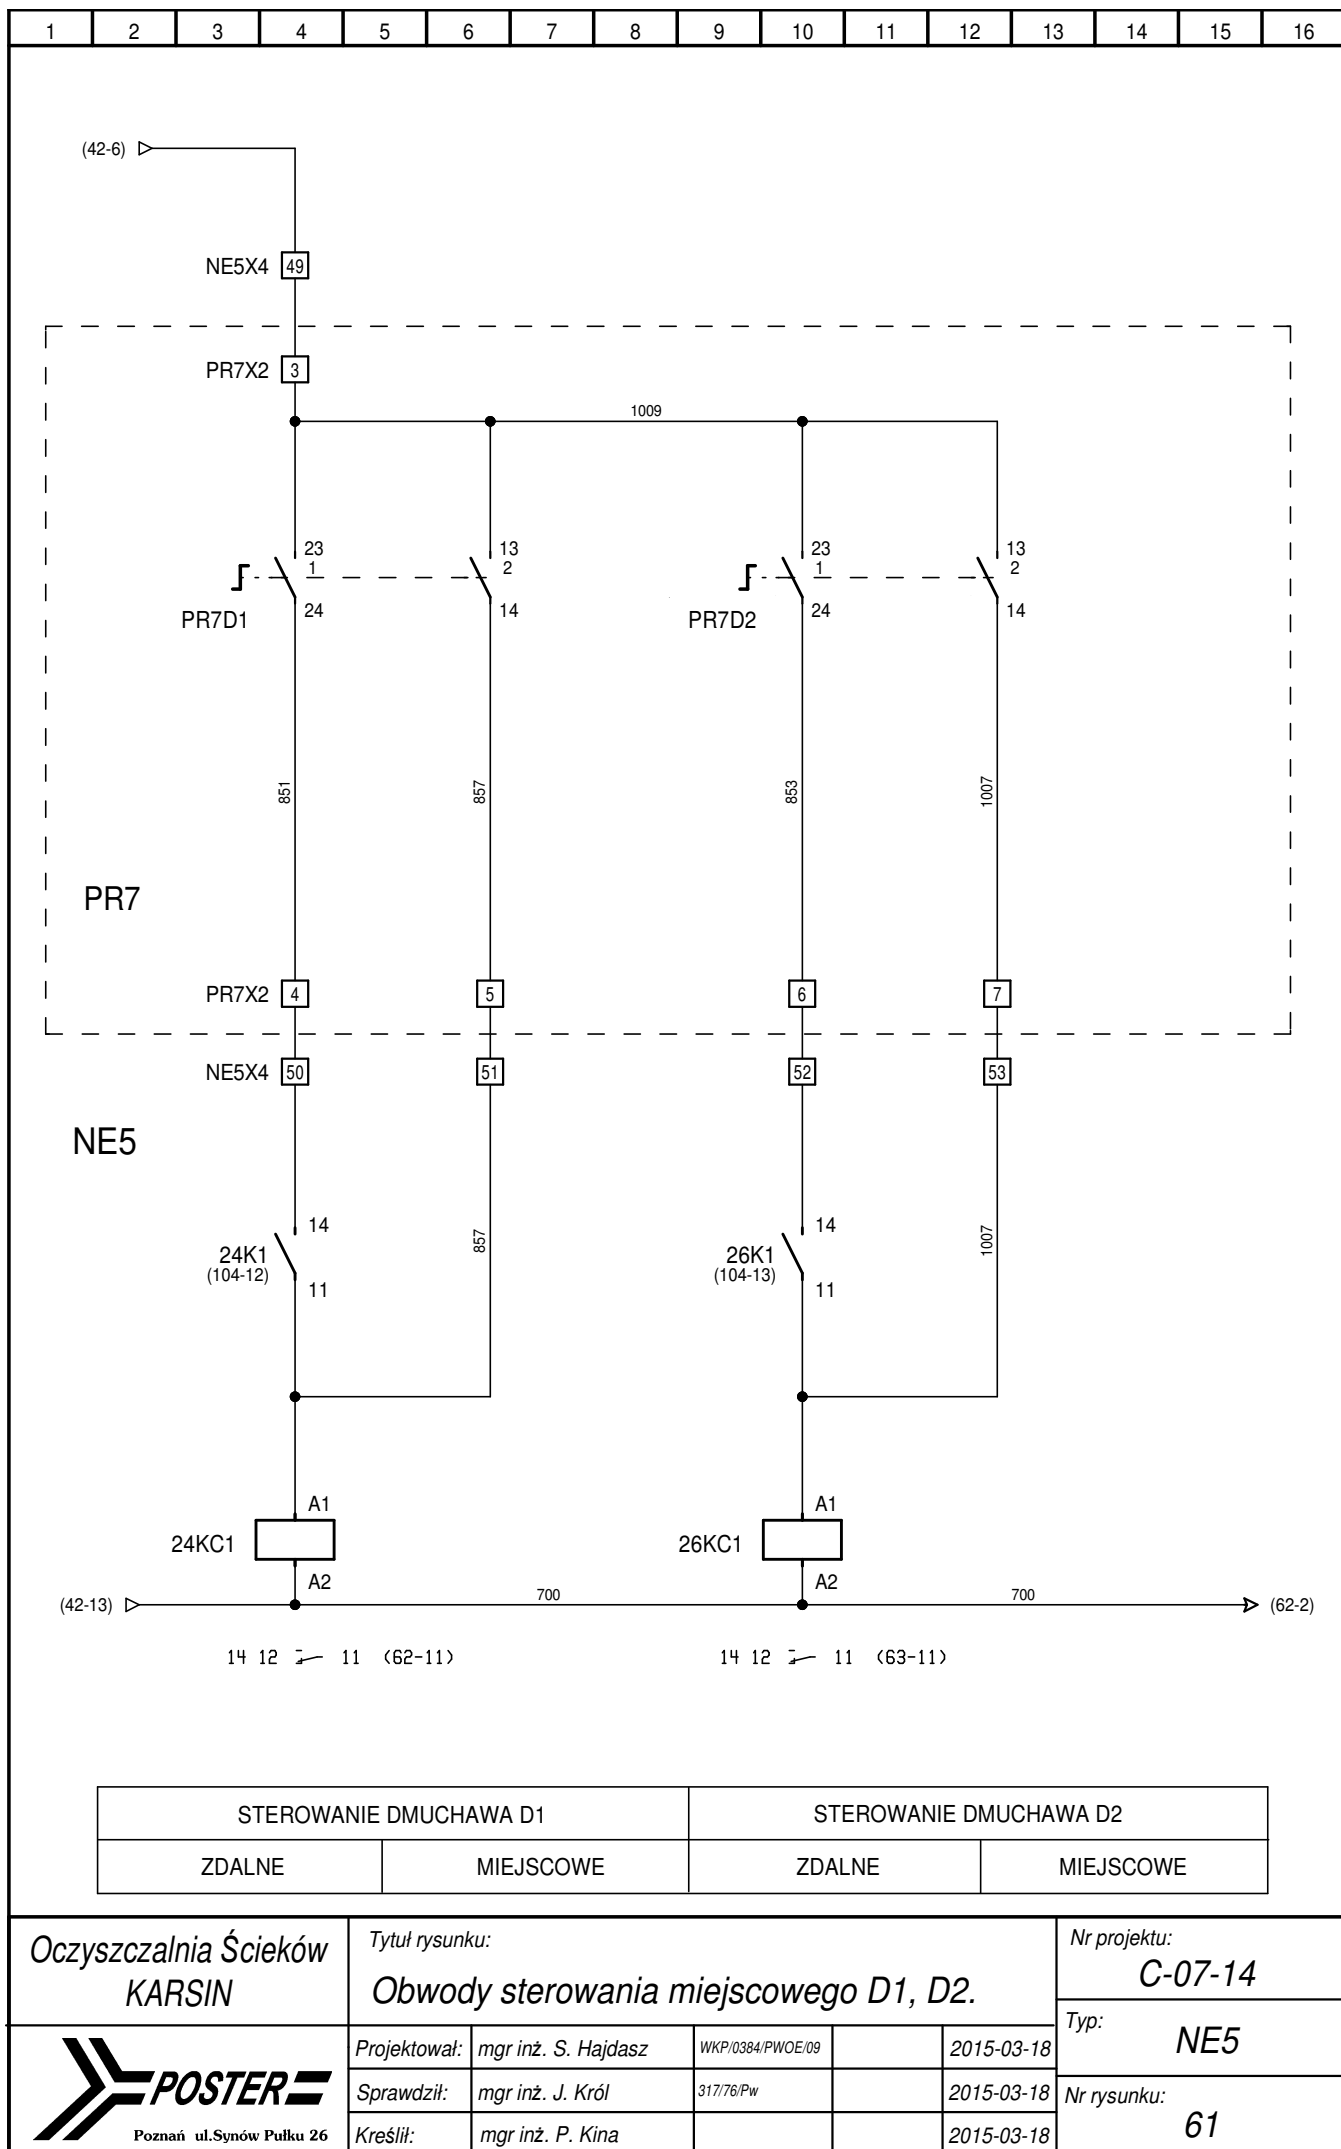 1 2 3 4 5 6 7 8 9 10 11 12 13 14 15 16
(42-6)
NE5X4 49
PR7X2 3
1009
23 13 23 13
1 2 1 2
PR7D1 24 14 PR7D2 24 14
851 857 853 1007
PR7
PR7X2 4 5 6 7
NE5X4 50 51 52 53
NE5
14 14
24K1 857 26K1 1007
(104-12) (104-13)
11 11
A1 A1
24KC1 26KC1
A2 A2
(42-13) 700 700 (62-2)
14 12 11 (62-11) 14 12 11 (63-11)
STEROWANIE DMUCHAWA D1 STEROWANIE DMUCHAWA D2
ZDALNE MIEJSCOWE ZDALNE MIEJSCOWE
Oczyszczalnia Ścieków
KARSIN
Tytuł rysunku:
Obwody sterowania miejscowego D1, D2.
Nr projektu:
C-07-14
Typ:
NE5
Nr rysunku:
61
Projektował: mgr inż. S. Hajdasz WKP/0384/PWOE/09 2015-03-18
Sprawdził: mgr inż. J. Król 317/76/Pw 2015-03-18
Kreślił: mgr inż. P. Kina 2015-03-18
POSTER
Poznań ul.Synów Pułku 26